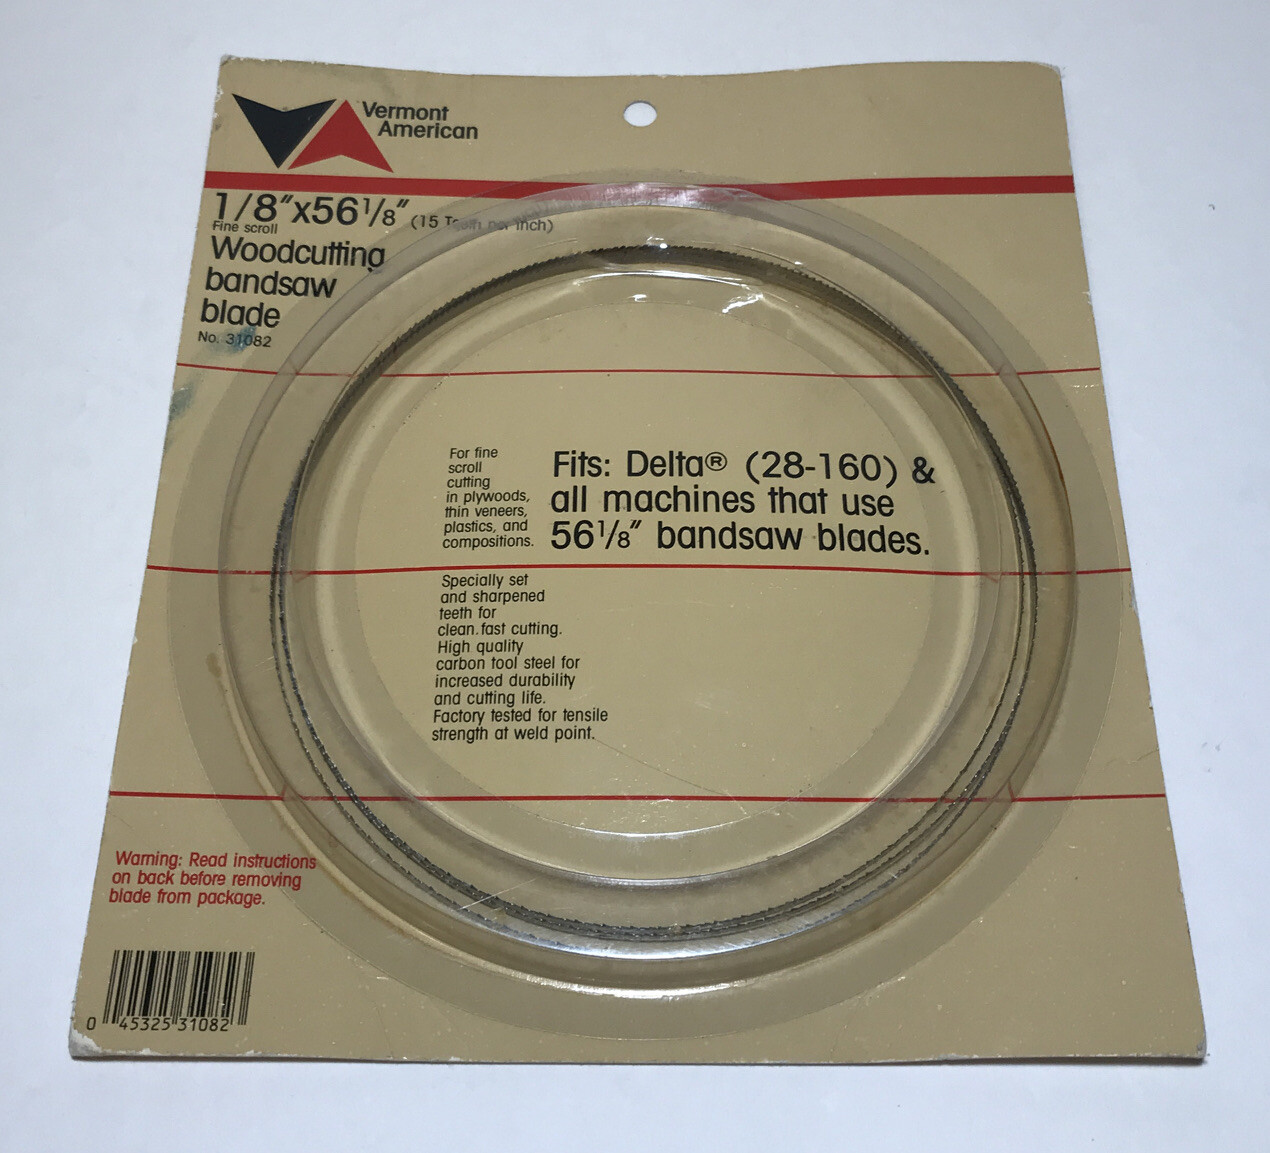 Vermont
American
1/8"x56 1/8" (15 Teeth per inch)
Fine scroll
Woodcutting
bandsaw
blade
No. 31082
For fine
scroll
cutting
in plywoods,
thin veneers,
plastics, and
compositions.
Fits: Delta® (28-160) &
all machines that use
56 1/8" bandsaw blades.
Specially set
and sharpened
teeth for
clean.fast cutting.
High quality
carbon tool steel for
increased durability
and cutting life.
Factory tested for tensile
strength at weld point.
Warning: Read instructions
on back before removing
blade from package.
0 45325 31082